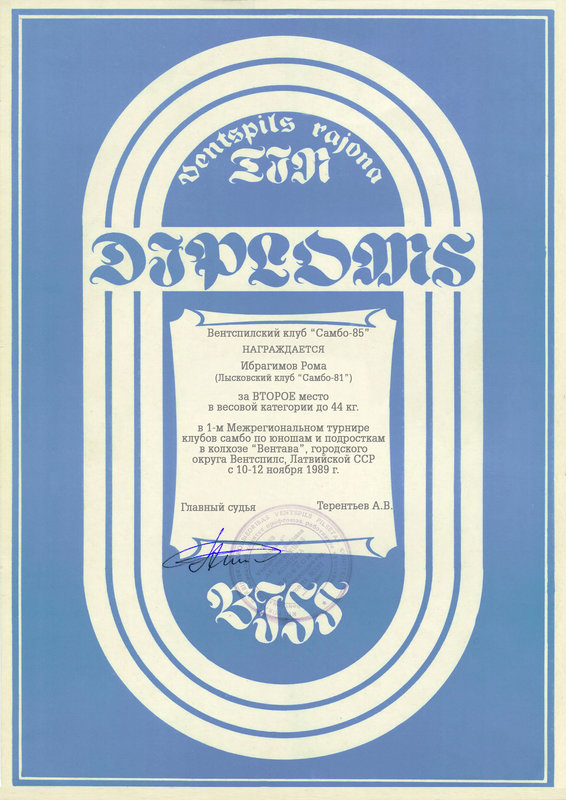 Ventspils rajona
TIN
DIPLOMS
Вентспилский клуб "Самбо-85"
НАГРАЖДАЕТСЯ
Ибрагимов Рома
(Лысковский клуб "Самбо-81")
за ВТОРОЕ место
в весовой категории до 44 кг.
в 1-м Межрегиональном турнире
клубов самбо по юношам и подросткам
в колхозе "Вентава", городского
округа Вентспилс, Латвийской ССР
с 10-12 ноября 1989 г.
Главный судья Терентьев А.В.
BJSS